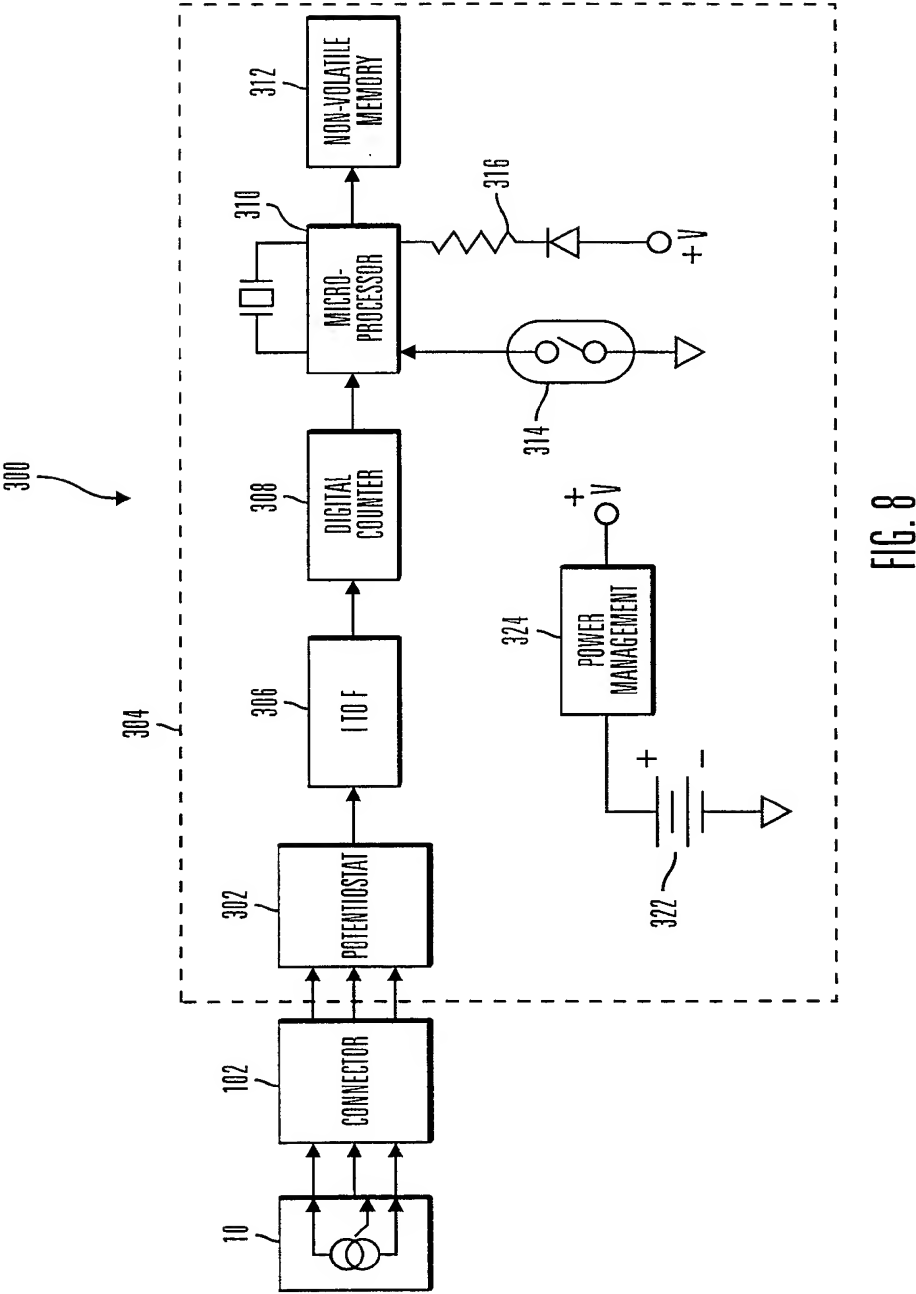 300
304
10
102
CONNECTOR
302
POTENTIOSTAT
306
I TO F
308
DIGITAL
COUNTER
310
MICRO-
PROCESSOR
312
NON-VOLATILE
MEMORY
314
316
+V
322
+
−
324
POWER
MANAGEMENT
+V
FIG. 8